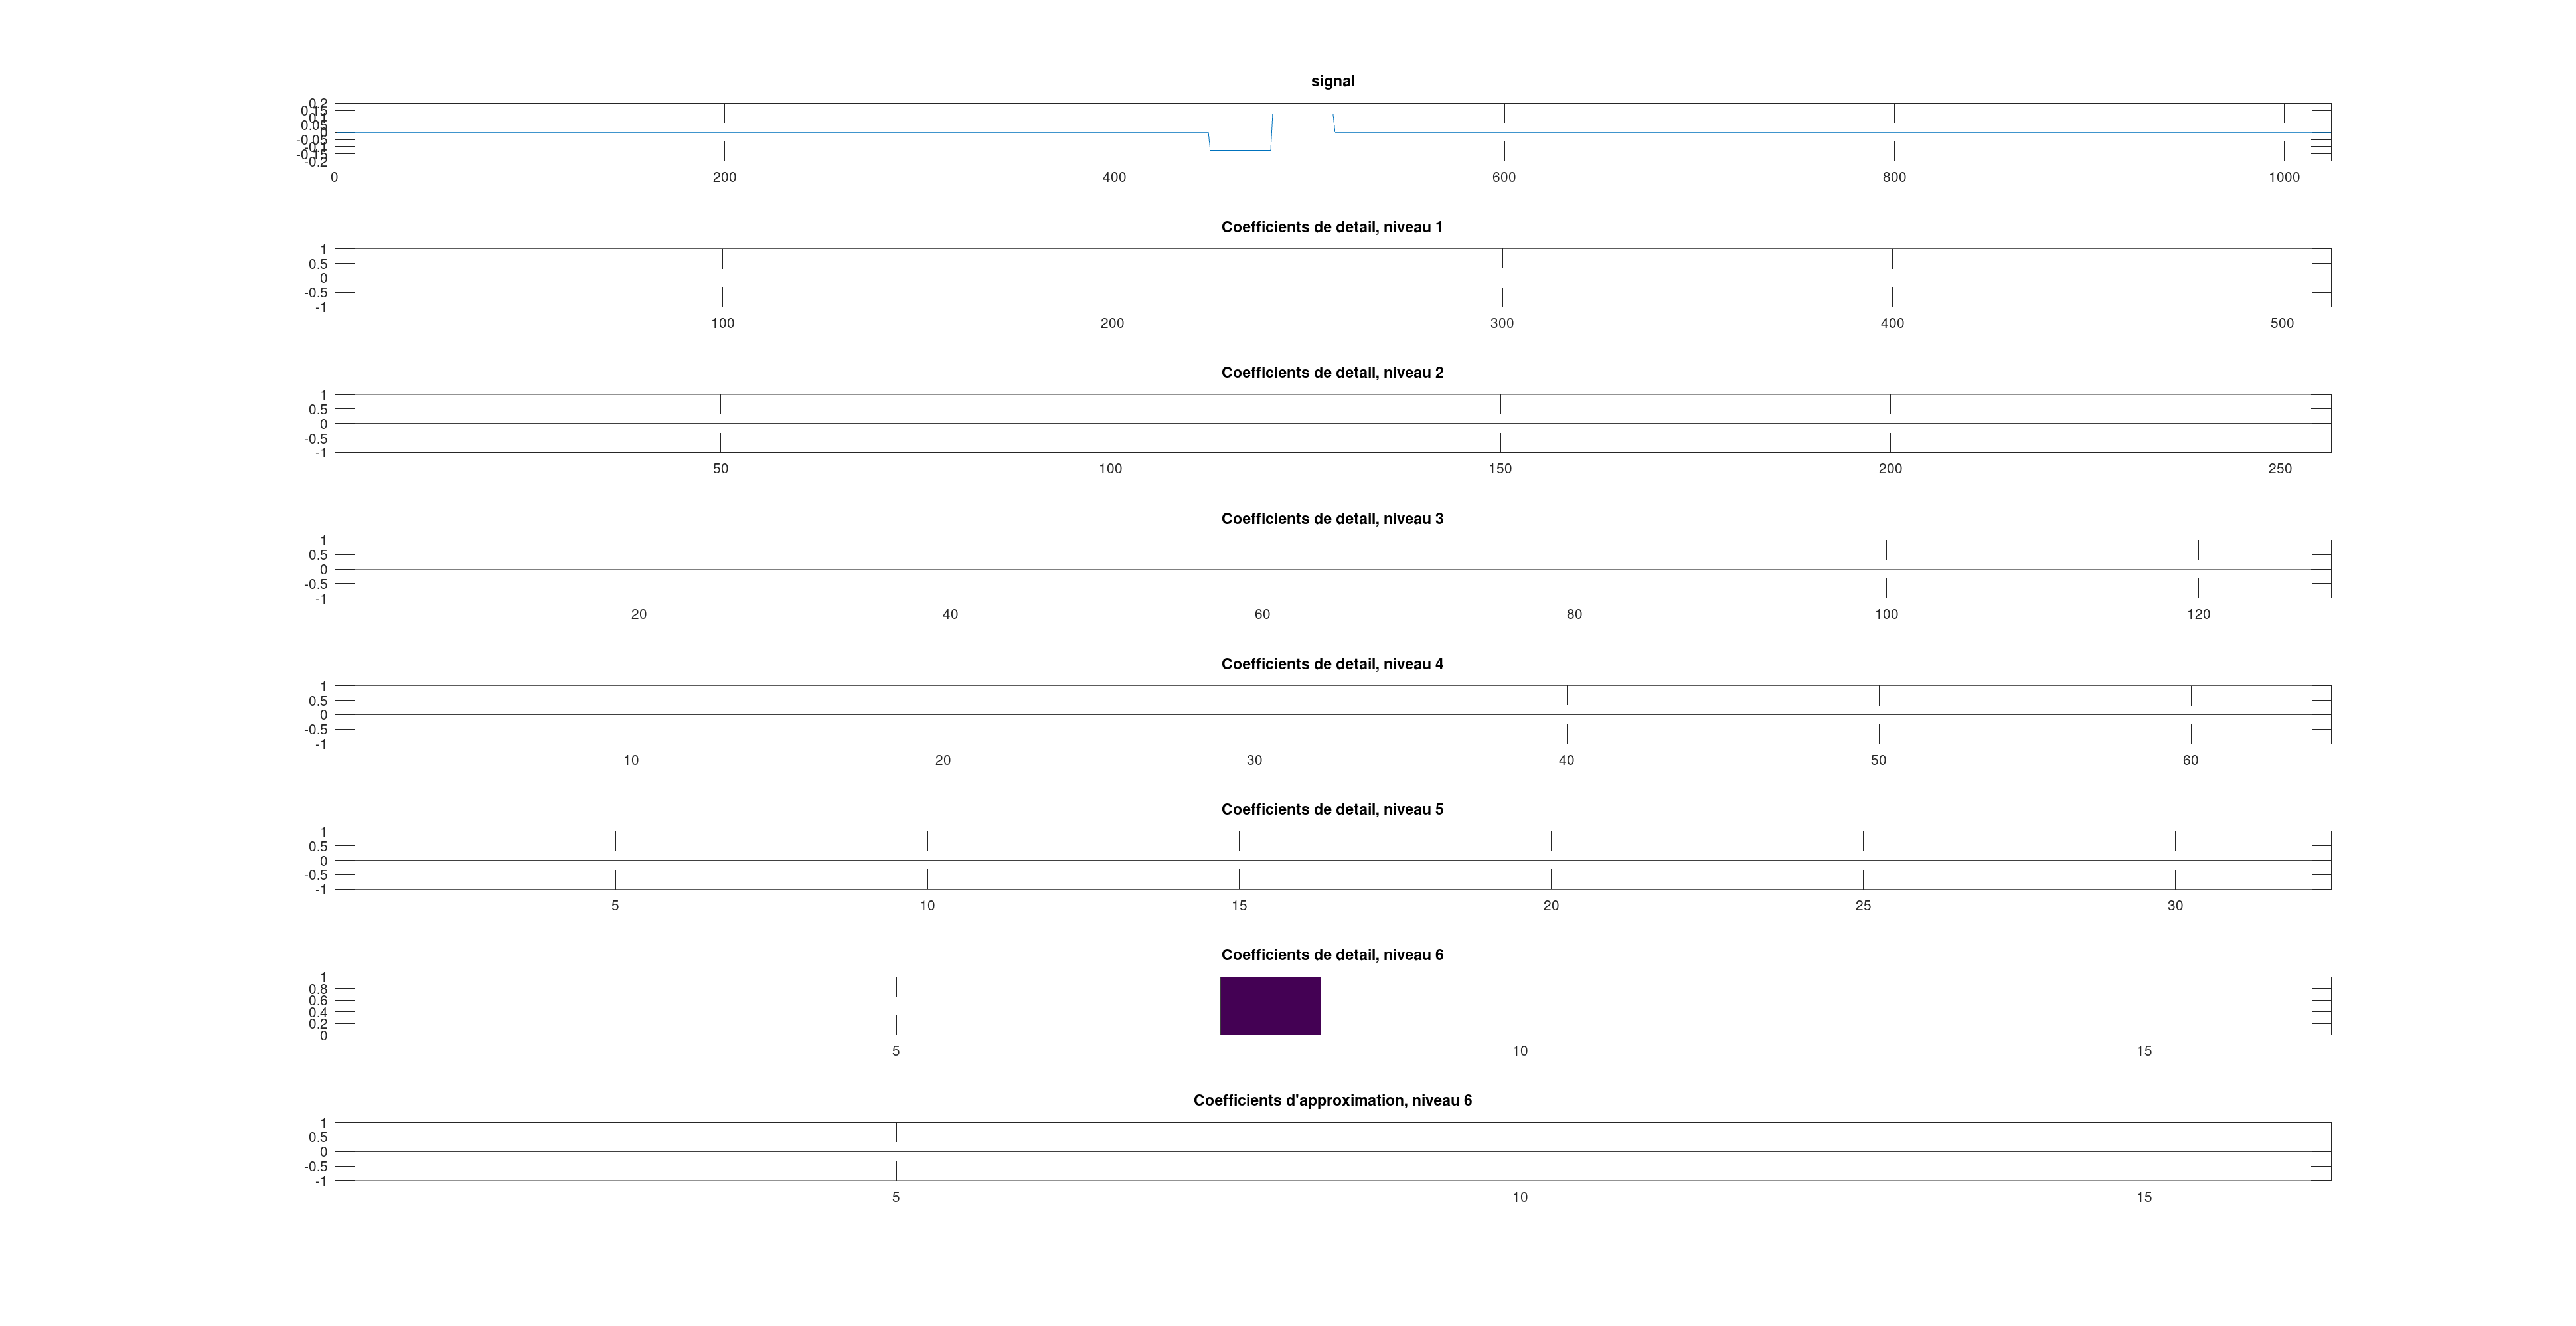 signal
0.2
0.15
0.1
0.05
0
-0.05
-0.1
-0.15
-0.2
0 200 400 600 800 1000
Coefficients de detail, niveau 1
1
0.5
0
-0.5
-1
100 200 300 400 500
Coefficients de detail, niveau 2
1
0.5
0
-0.5
-1
50 100 150 200 250
Coefficients de detail, niveau 3
1
0.5
0
-0.5
-1
20 40 60 80 100 120
Coefficients de detail, niveau 4
1
0.5
0
-0.5
-1
10 20 30 40 50 60
Coefficients de detail, niveau 5
1
0.5
0
-0.5
-1
5 10 15 20 25 30
Coefficients de detail, niveau 6
1
0.8
0.6
0.4
0.2
0
5 10 15
Coefficients d'approximation, niveau 6
1
0.5
0
-0.5
-1
5 10 15